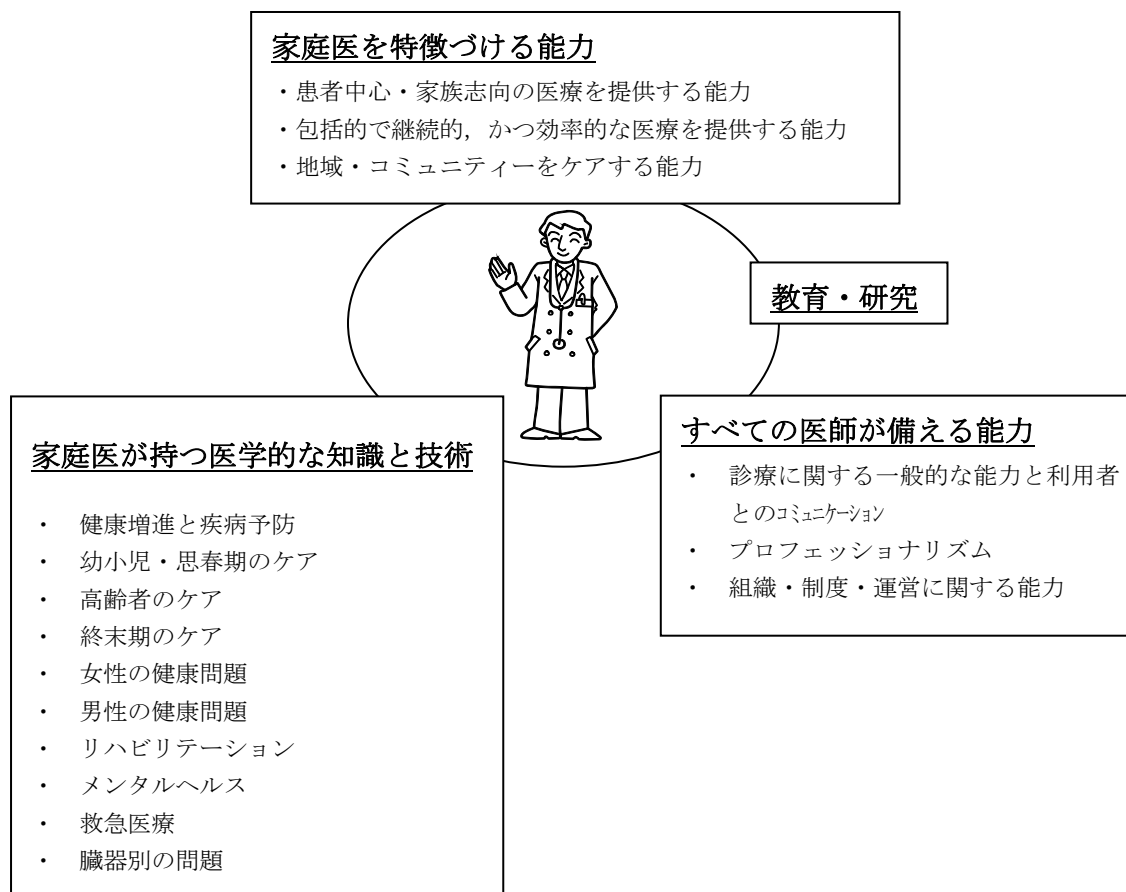 家庭医を特徴づける能力
・患者中心・家族志向の医療を提供する能力
・包括的で継続的，かつ効率的な医療を提供する能力
・地域・コミュニティーをケアする能力
教育・研究
家庭医が持つ医学的な知識と技術
・ 健康増進と疾病予防
・ 幼小児・思春期のケア
・ 高齢者のケア
・ 終末期のケア
・ 女性の健康問題
・ 男性の健康問題
・ リハビリテーション
・ メンタルヘルス
・ 救急医療
・ 臓器別の問題
すべての医師が備える能力
・ 診療に関する一般的な能力と利用者
とのｺﾐｭﾆｹｰｼｮﾝ
・ プロフェッショナリズム
・ 組織・制度・運営に関する能力